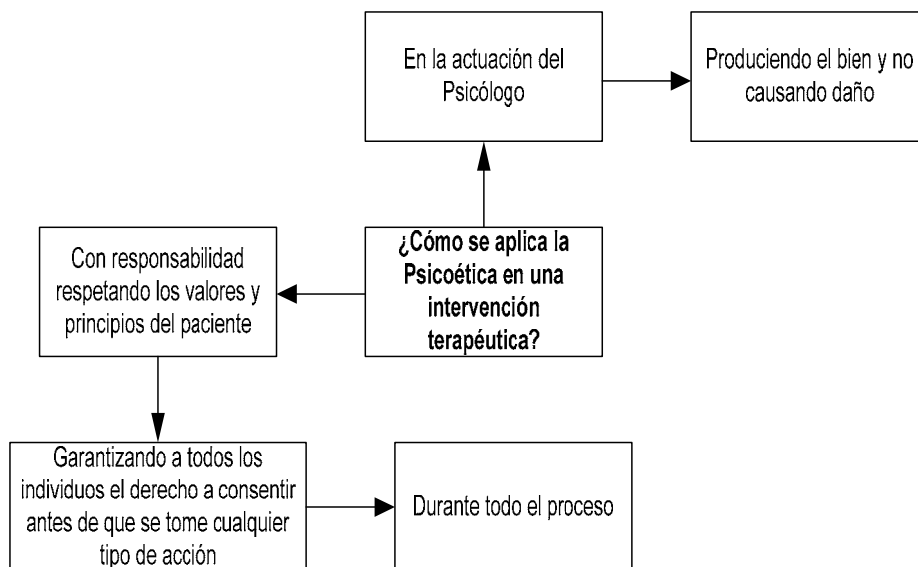 En la actuación del
Psicólogo
Produciendo el bien y no
causando daño
Con responsabilidad
respetando los valores y
principios del paciente
¿Cómo se aplica la
Psicoética en una
intervención
terapéutica?
Garantizando a todos los
individuos el derecho a consentir
antes de que se tome cualquier
tipo de acción
Durante todo el proceso